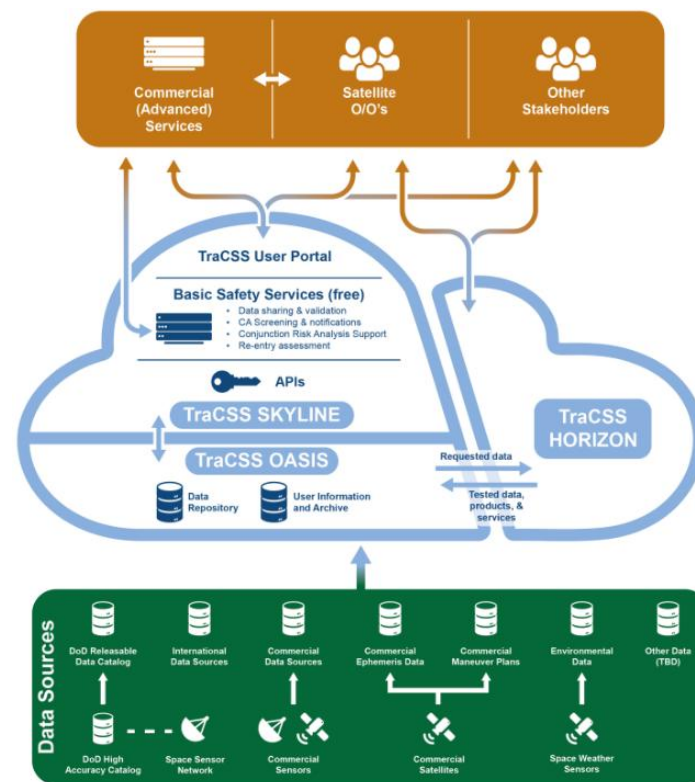 Commercial
(Advanced)
Services
Satellite
O/O's
Other
Stakeholders
TraCSS User Portal
Basic Safety Services (free)
• Data sharing & validation
• CA Screening & notifications
• Conjunction Risk Analysis Support
• Re-entry assessment
APIs
TraCSS SKYLINE
TraCSS OASIS
Data
Repository
User Information
and Archive
TraCSS
HORIZON
Requested data
Tested data,
products, &
services
Data Sources
DoD Releasable
Data Catalog
International
Data Sources
Commercial
Data Sources
Commercial
Ephemeris Data
Commercial
Maneuver Plans
Environmental
Data
Other Data
(TBD)
DoD High
Accuracy Catalog
Space Sensor
Network
Commercial
Sensors
Commercial
Satellites
Space Weather
Sensors